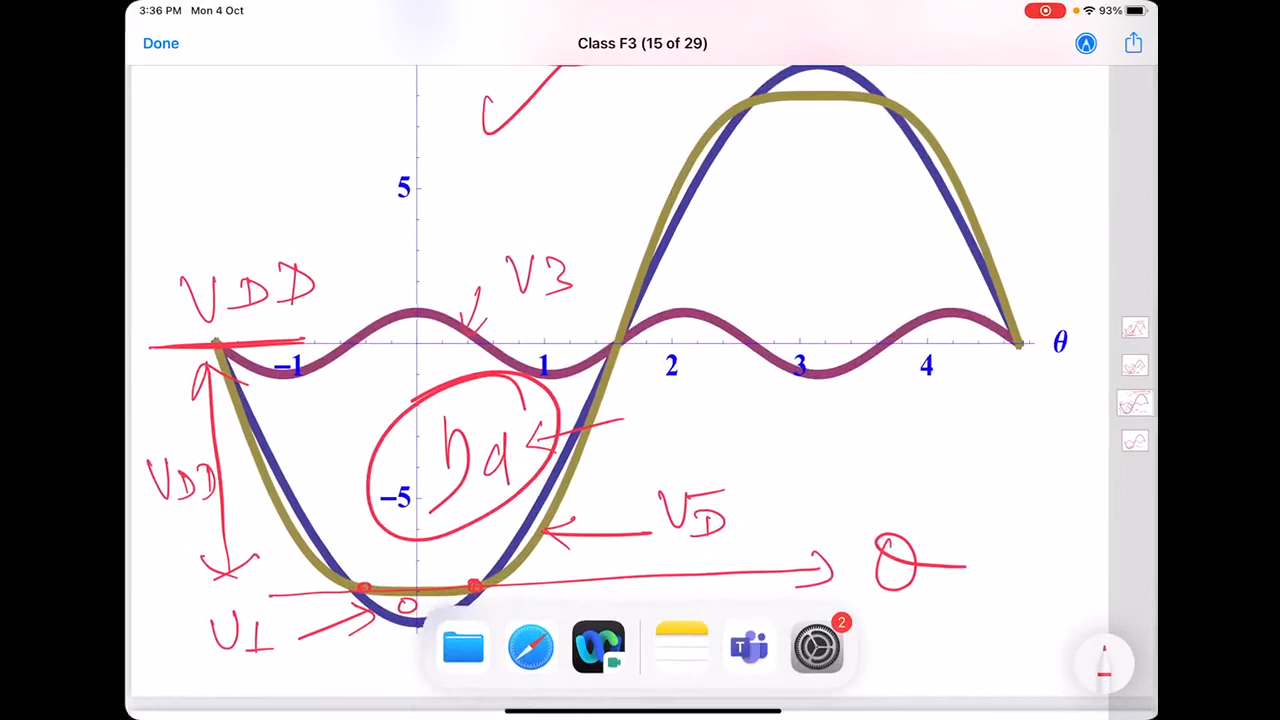 3:36 PM Mon 4 Oct
93%
Done
Class F3 (15 of 29)
5
V3
VDD
θ
-1
1
2
3
4
VDD
-5
VD
θ
0
V1
2